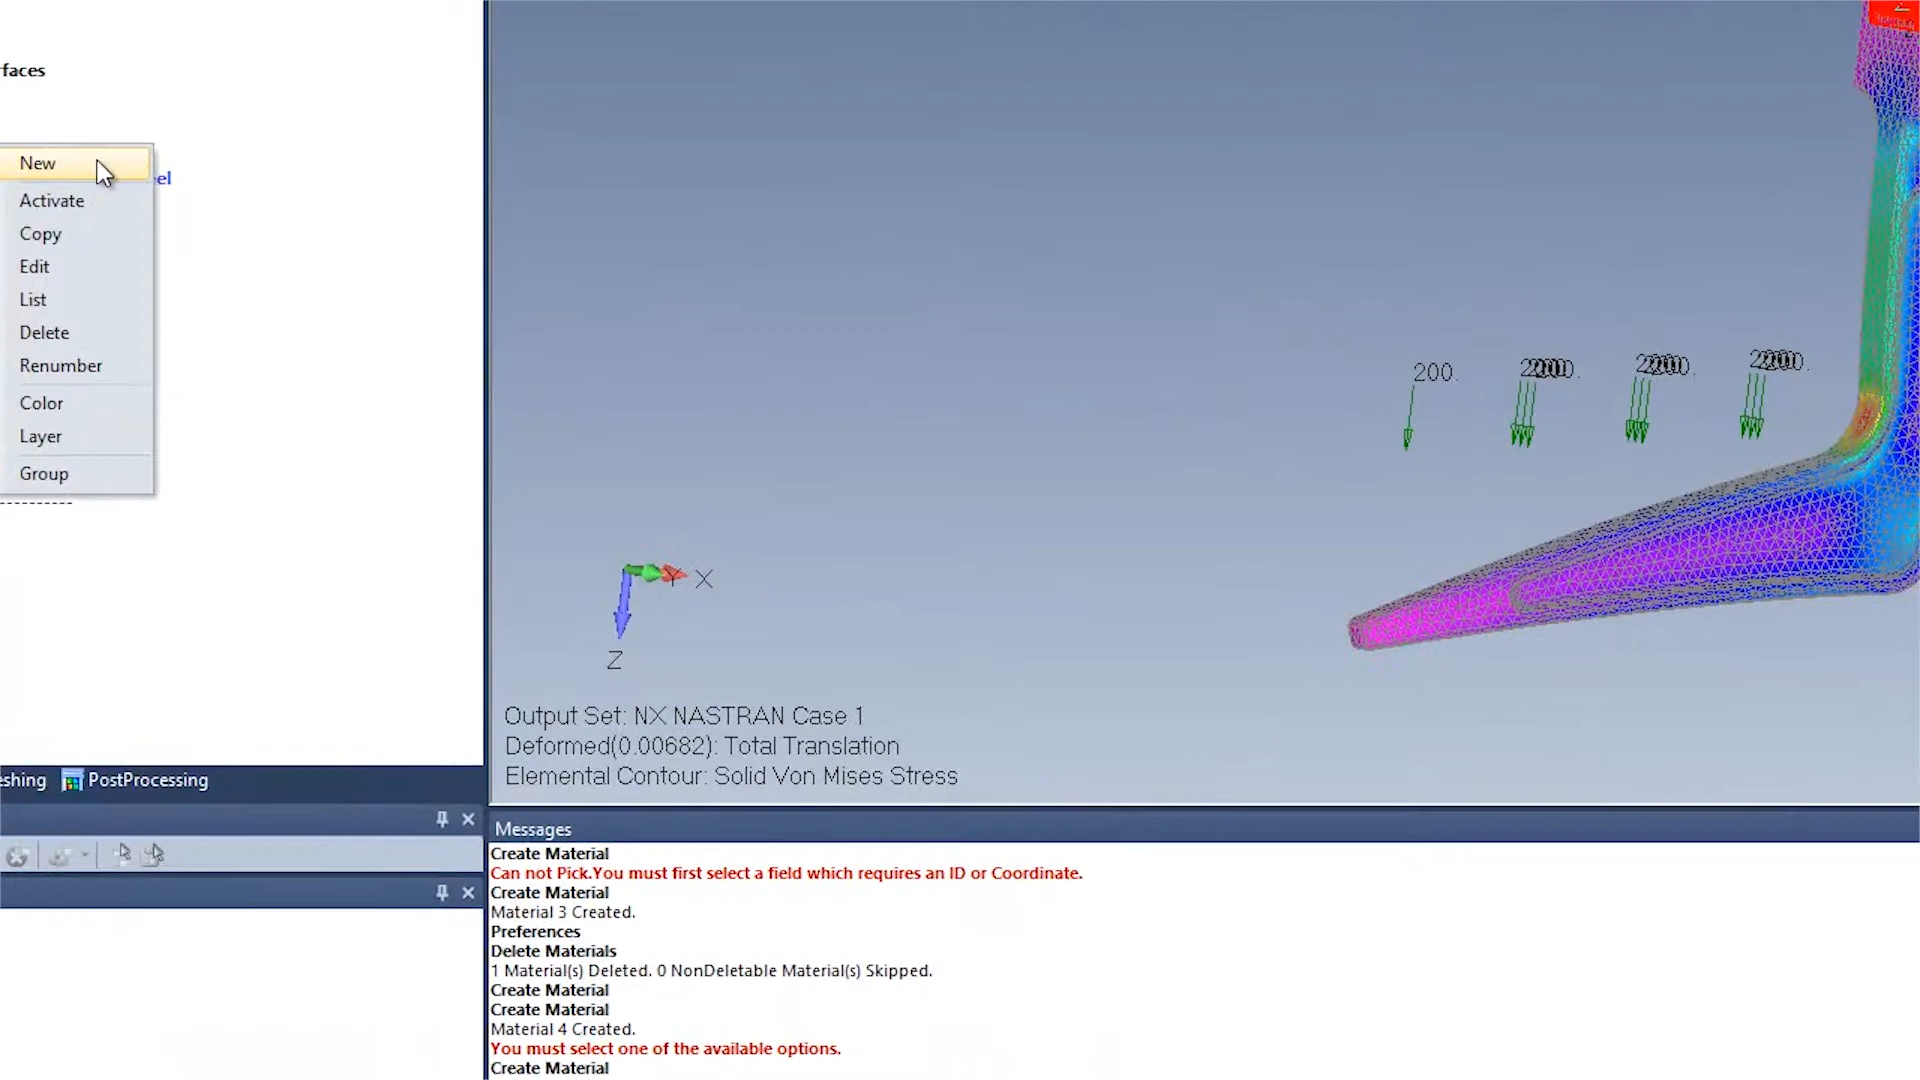 faces
New
el
Activate
Copy
Edit
List
Delete
Renumber
Color
Layer
Group
200.
X
Y
Z
Output Set: NX NASTRAN Case 1
Deformed(0.00682): Total Translation
Elemental Contour: Solid Von Mises Stress
eshing PostProcessing
Messages
Create Material
Can not Pick.You must first select a field which requires an ID or Coordinate.
Create Material
Material 3 Created.
Preferences
Delete Materials
1 Material(s) Deleted. 0 NonDeletable Material(s) Skipped.
Create Material
Create Material
Material 4 Created.
You must select one of the available options.
Create Material